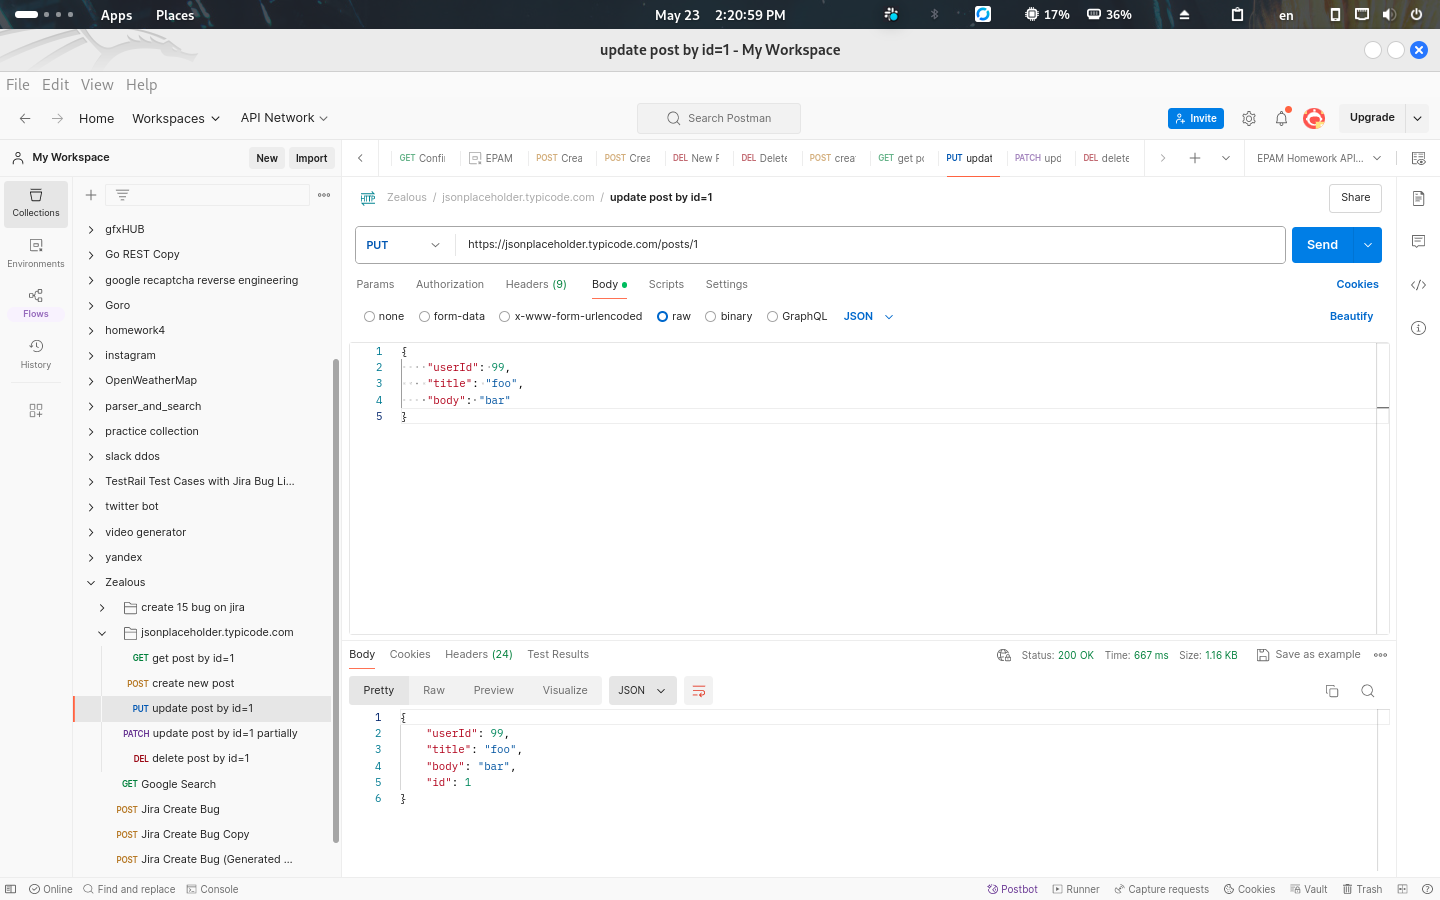 Apps Places May 23 2:20:59 PM 17% 36% en
update post by id=1 - My Workspace
File Edit View Help
Home Workspaces API Network Search Postman Invite Upgrade
My Workspace New Import
GET Confi EPAM POST Crea POST Crea DEL New F DEL Delete POST crea GET get po PUT updat PATCH upd DEL delete EPAM Homework API...
Collections
Environments
Flows
History
gfxHUB
Go REST Copy
google recaptcha reverse engineering
Goro
homework4
instagram
OpenWeatherMap
parser_and_search
practice collection
slack ddos
TestRail Test Cases with Jira Bug Li...
twitter bot
video generator
yandex
Zealous
create 15 bug on jira
jsonplaceholder.typicode.com
GET get post by id=1
POST create new post
PUT update post by id=1
PATCH update post by id=1 partially
DEL delete post by id=1
GET Google Search
POST Jira Create Bug
POST Jira Create Bug Copy
POST Jira Create Bug (Generated ...
HTTP Zealous / jsonplaceholder.typicode.com / update post by id=1 Share
PUT https://jsonplaceholder.typicode.com/posts/1 Send
Params Authorization Headers (9) Body Scripts Settings Cookies
none form-data x-www-form-urlencoded raw binary GraphQL JSON Beautify
1 {
2 "userId": 99,
3 "title": "foo",
4 "body": "bar"
5 }
Body Cookies Headers (24) Test Results Status: 200 OK Time: 667 ms Size: 1.16 KB Save as example
Pretty Raw Preview Visualize JSON
1 {
2 "userId": 99,
3 "title": "foo",
4 "body": "bar",
5 "id": 1
6 }
Online Find and replace Console Postbot Runner Capture requests Cookies Vault Trash